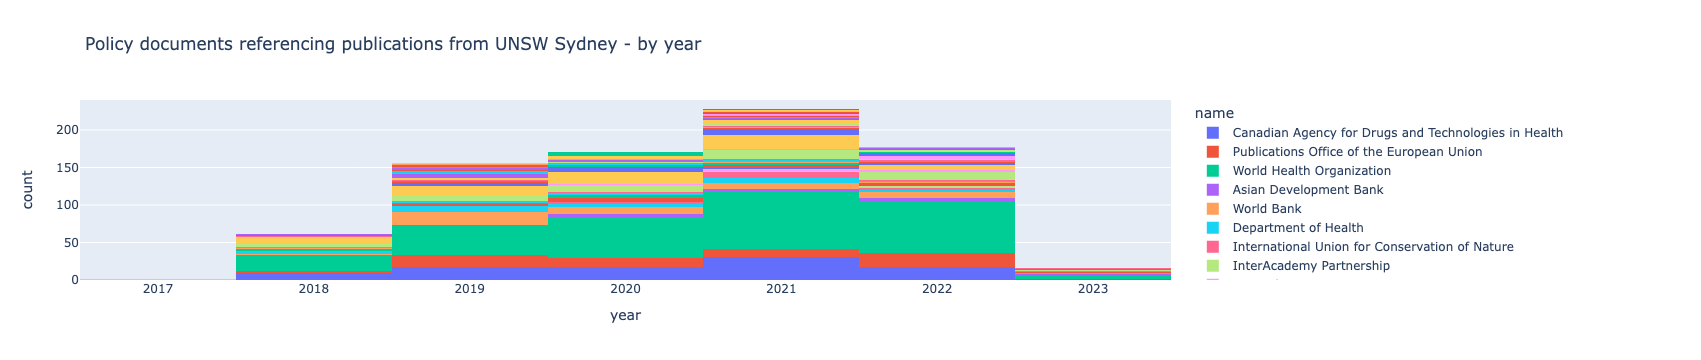 Policy documents referencing publications from UNSW Sydney - by year
count
200
150
100
50
0
2017
2018
2019
2020
2021
2022
2023
year
name
Canadian Agency for Drugs and Technologies in Health
Publications Office of the European Union
World Health Organization
Asian Development Bank
World Bank
Department of Health
International Union for Conservation of Nature
InterAcademy Partnership